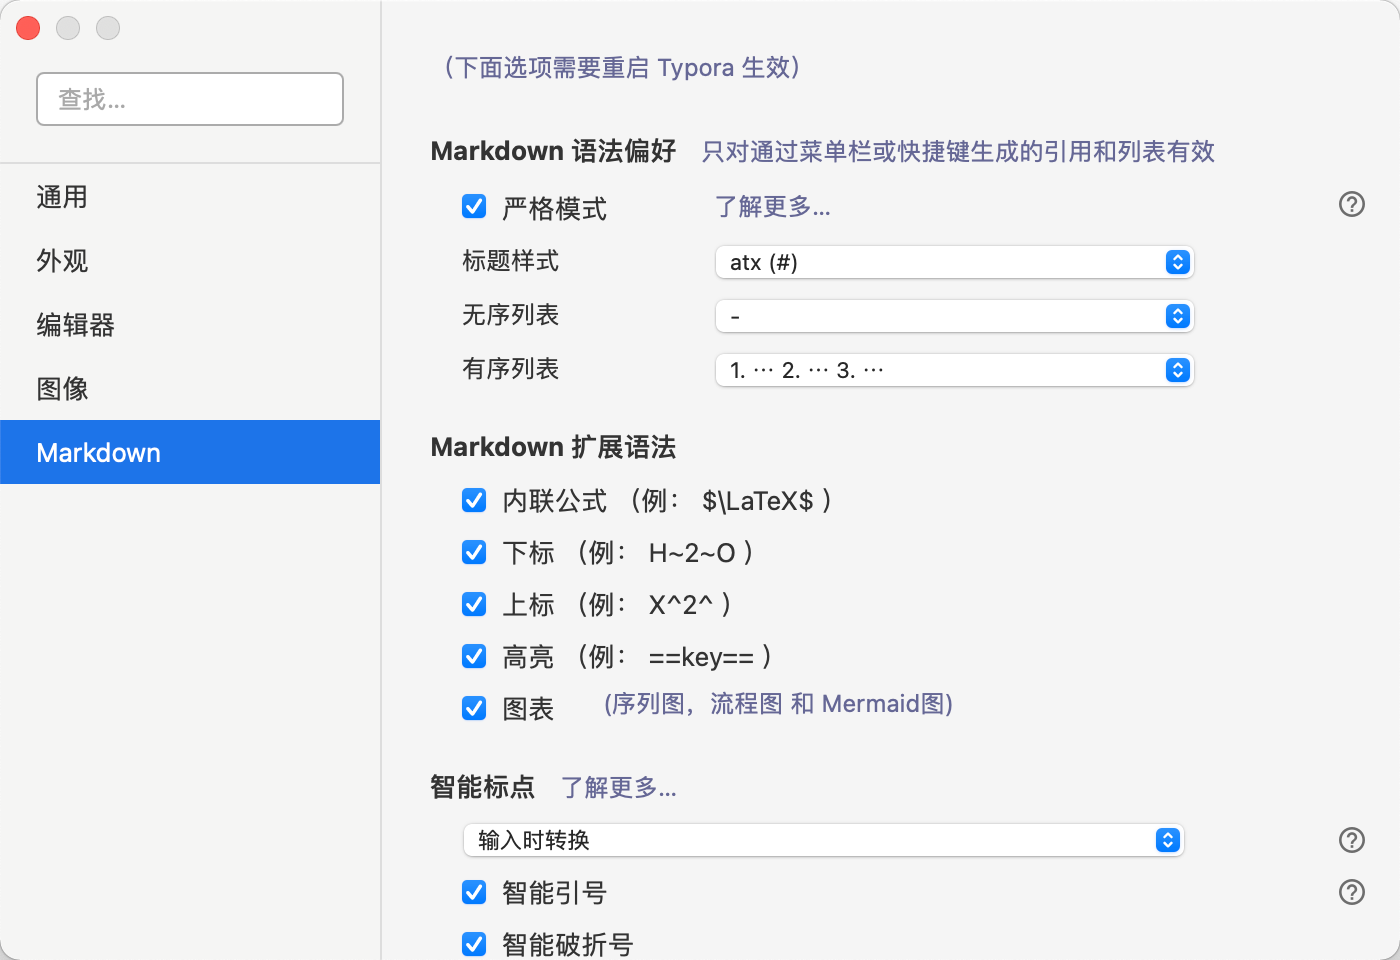 查找...
通用
外观
编辑器
图像
Markdown
（下面选项需要重启 Typora 生效）
Markdown 语法偏好 只对通过菜单栏或快捷键生成的引用和列表有效
严格模式 了解更多...
标题样式 atx (#)
无序列表 -
有序列表 1. ··· 2. ··· 3. ···
Markdown 扩展语法
内联公式 （例： $\LaTeX$ ）
下标 （例： H~2~O ）
上标 （例： X^2^ ）
高亮 （例： ==key== ）
图表 (序列图，流程图 和 Mermaid图)
智能标点 了解更多...
输入时转换
智能引号
智能破折号